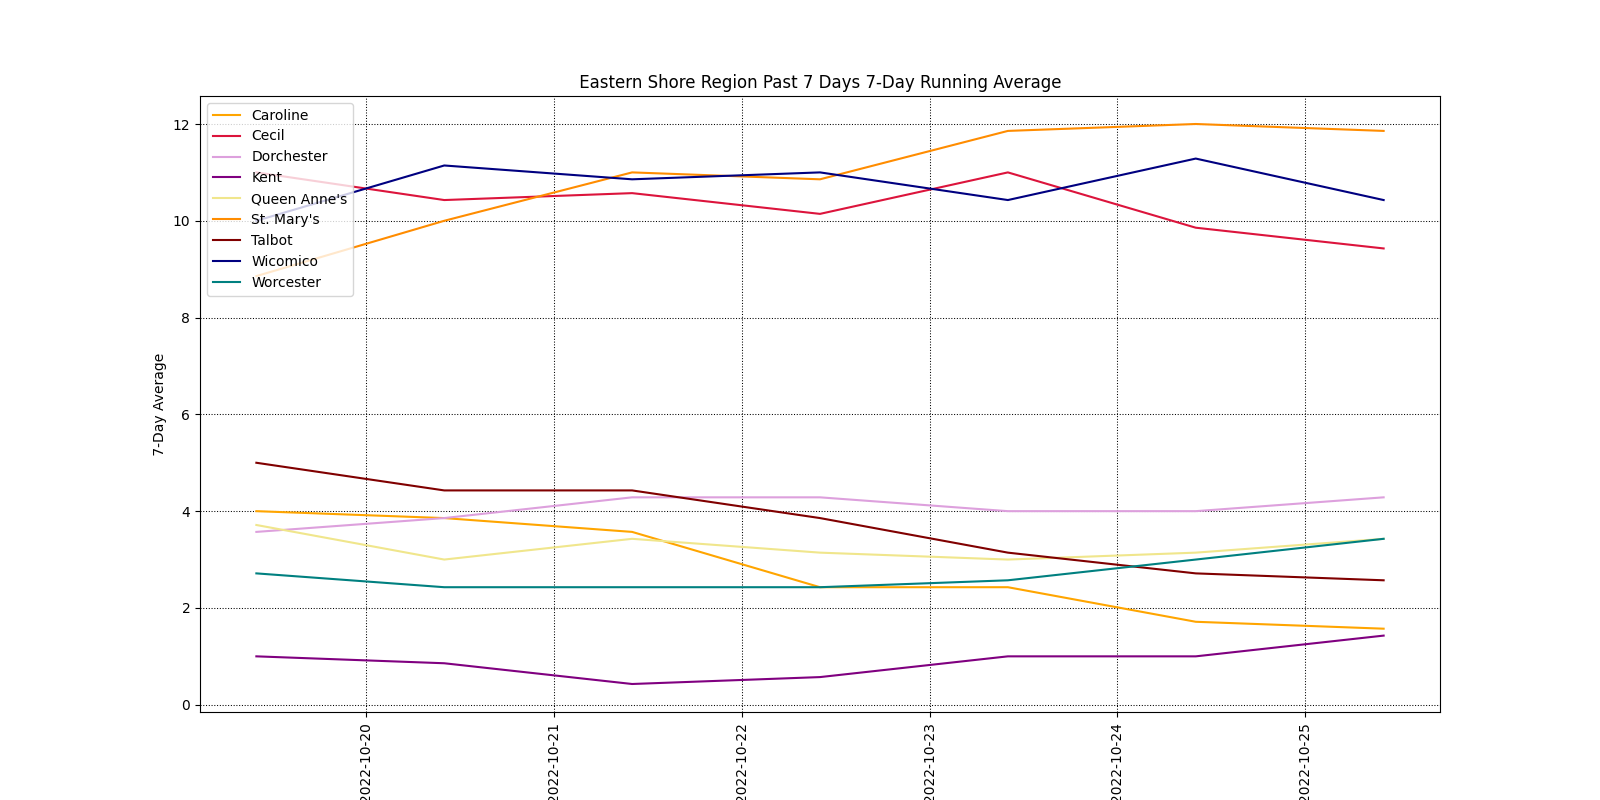 Eastern Shore Region Past 7 Days 7-Day Running Average
Caroline
Cecil
Dorchester
Kent
Queen Anne's
St. Mary's
Talbot
Wicomico
Worcester
12
10
8
6
4
2
0
7-Day Average
2022-10-20
2022-10-21
2022-10-22
2022-10-23
2022-10-24
2022-10-25